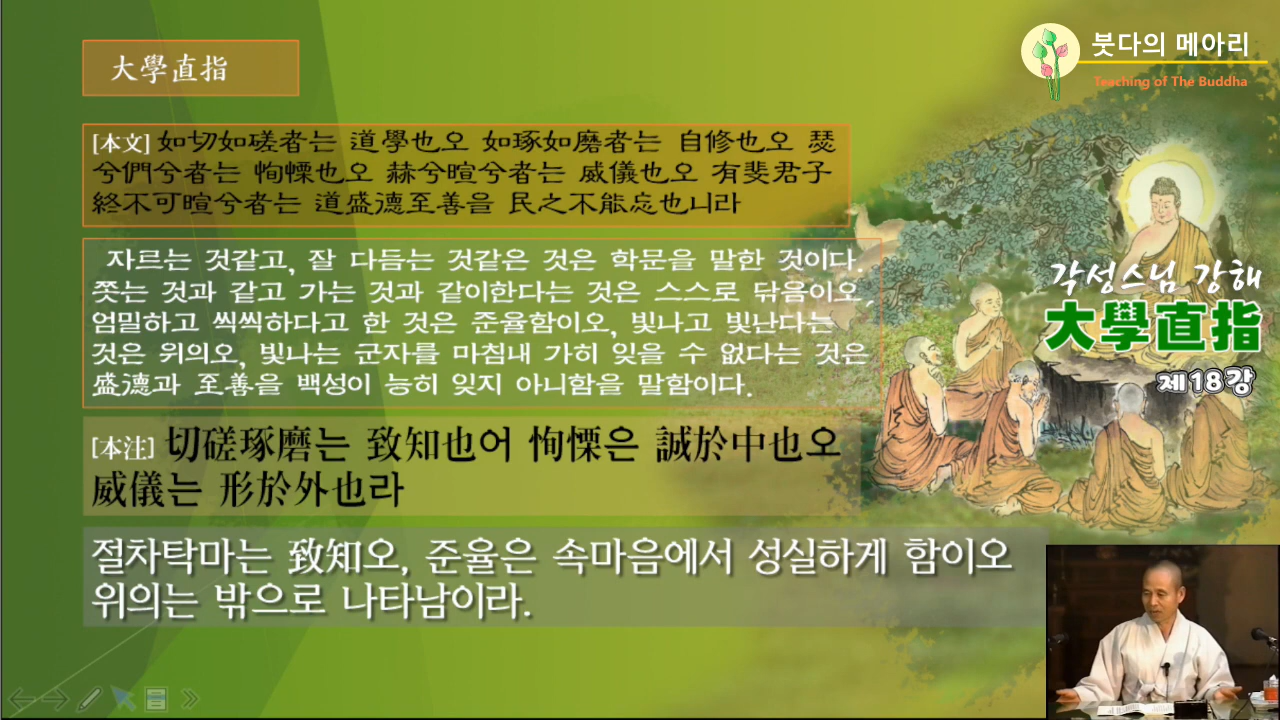 大學直指
[本文] 如切如磋者는 道學也오 如琢如磨者는 自修也오 瑟
兮僩兮者는 恂慄也오 赫兮喧兮者는 威儀也오 有斐君子
終不可喧兮者는 道盛德至善을 民之不能忘也니라
자르는 것같고, 잘 다듬는 것같은 것은 학문을 말한 것이다.
쪼는 것과 같고 가는 것과 같이한다는 것은 스스로 닦음이오,
엄밀하고 씩씩하다고 한 것은 준율함이오, 빛나고 빛난다는
것은 위의오, 빛나는 군자를 마침내 가히 잊을 수 없다는 것은
盛德과 至善을 백성이 능히 잊지 아니함을 말함이다.
[本注] 切磋琢磨는 致知也어 恂慄은 誠於中也오
威儀는 形於外也라
절차탁마는 致知오, 준율은 속마음에서 성실하게 함이오
위의는 밖으로 나타남이라.
붓다의 메아리
Teaching of The Buddha
각성스님 강해
大學直指
제18강